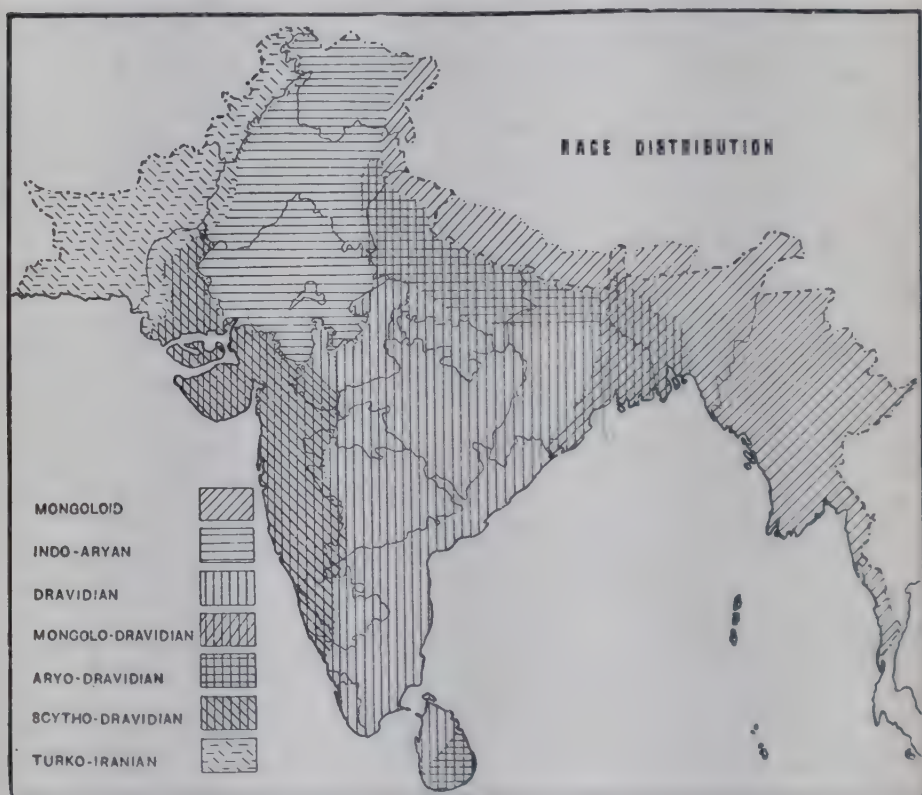 RACE DISTRIBUTION
MONGOLOID
INDO-ARYAN
DRAVIDIAN
MONGOLO-DRAVIDIAN
ARYO-DRAVIDIAN
SCYTHO-DRAVIDIAN
TURKO-IRANIAN